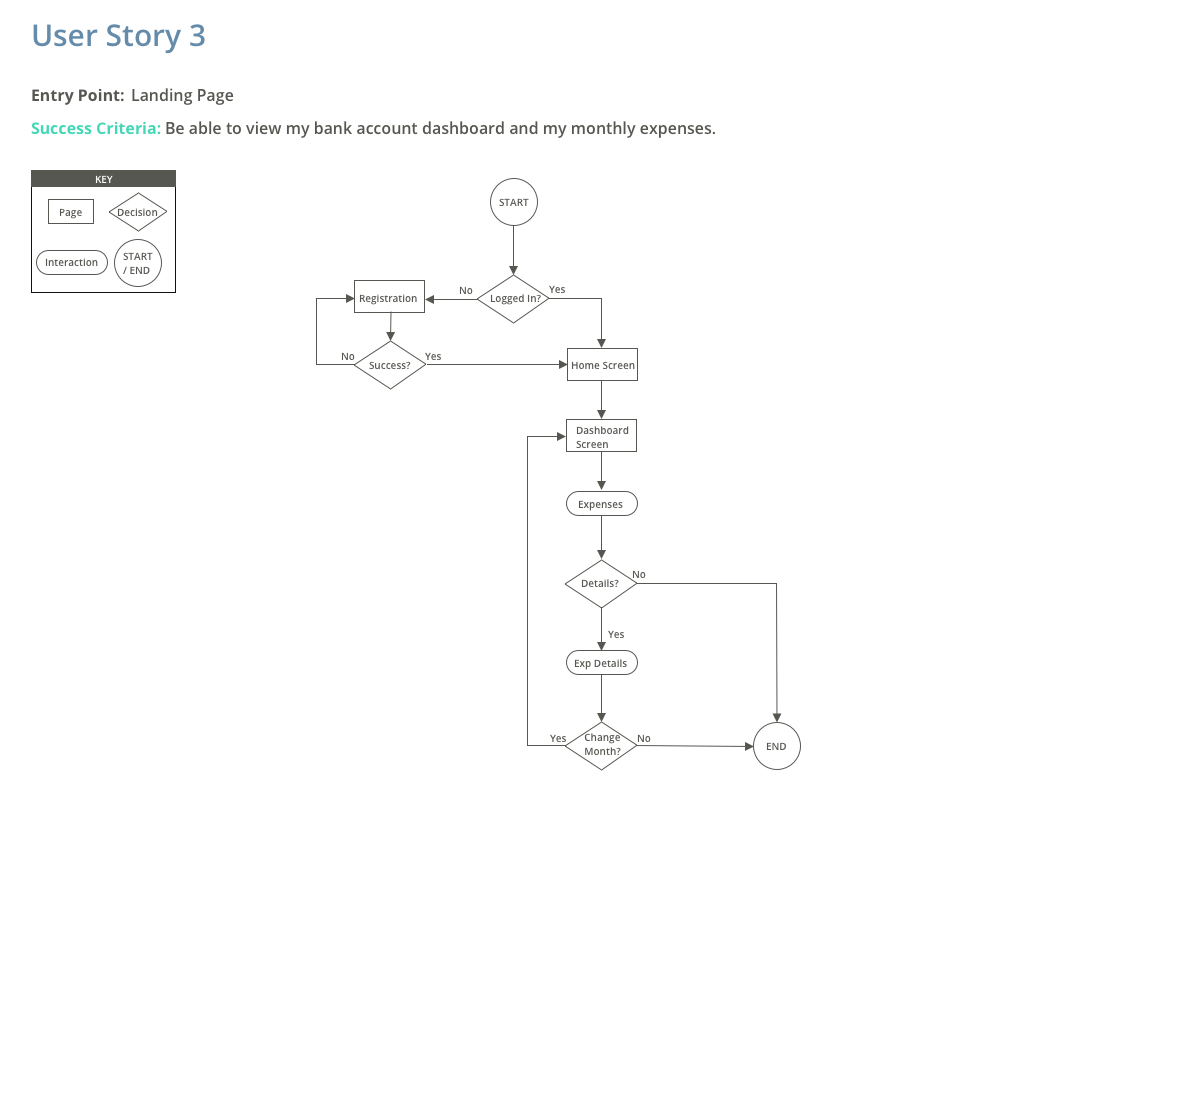 User Story 3
Entry Point: Landing Page
Success Criteria: Be able to view my bank account dashboard and my monthly expenses.
KEY
Page
Decision
Interaction
START
/ END
START
Logged In?
No
Yes
Registration
Success?
No
Yes
Home Screen
Dashboard
Screen
Expenses
Details?
No
Yes
Exp Details
Change
Month?
Yes
No
END